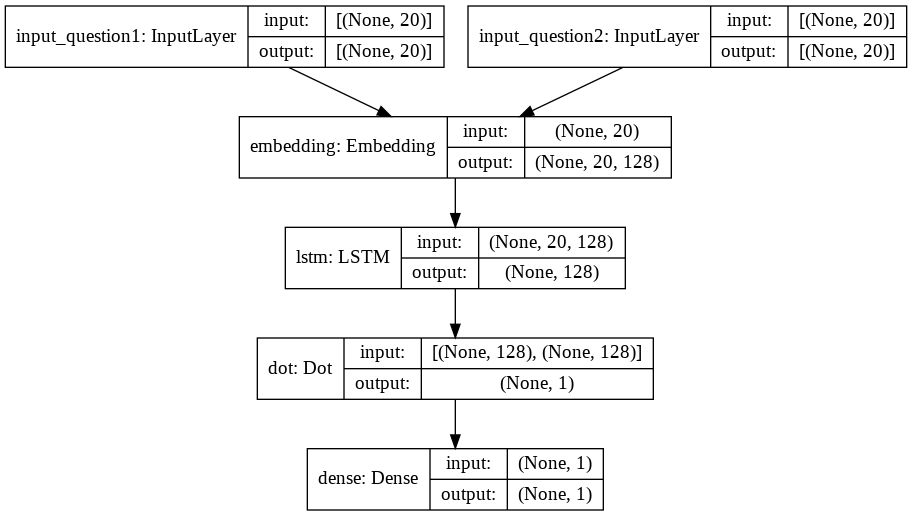 input_question1: InputLayer
input: [(None, 20)]
output: [(None, 20)]
input_question2: InputLayer
input: [(None, 20)]
output: [(None, 20)]
embedding: Embedding
input: (None, 20)
output: (None, 20, 128)
lstm: LSTM
input: (None, 20, 128)
output: (None, 128)
dot: Dot
input: [(None, 128), (None, 128)]
output: (None, 1)
dense: Dense
input: (None, 1)
output: (None, 1)